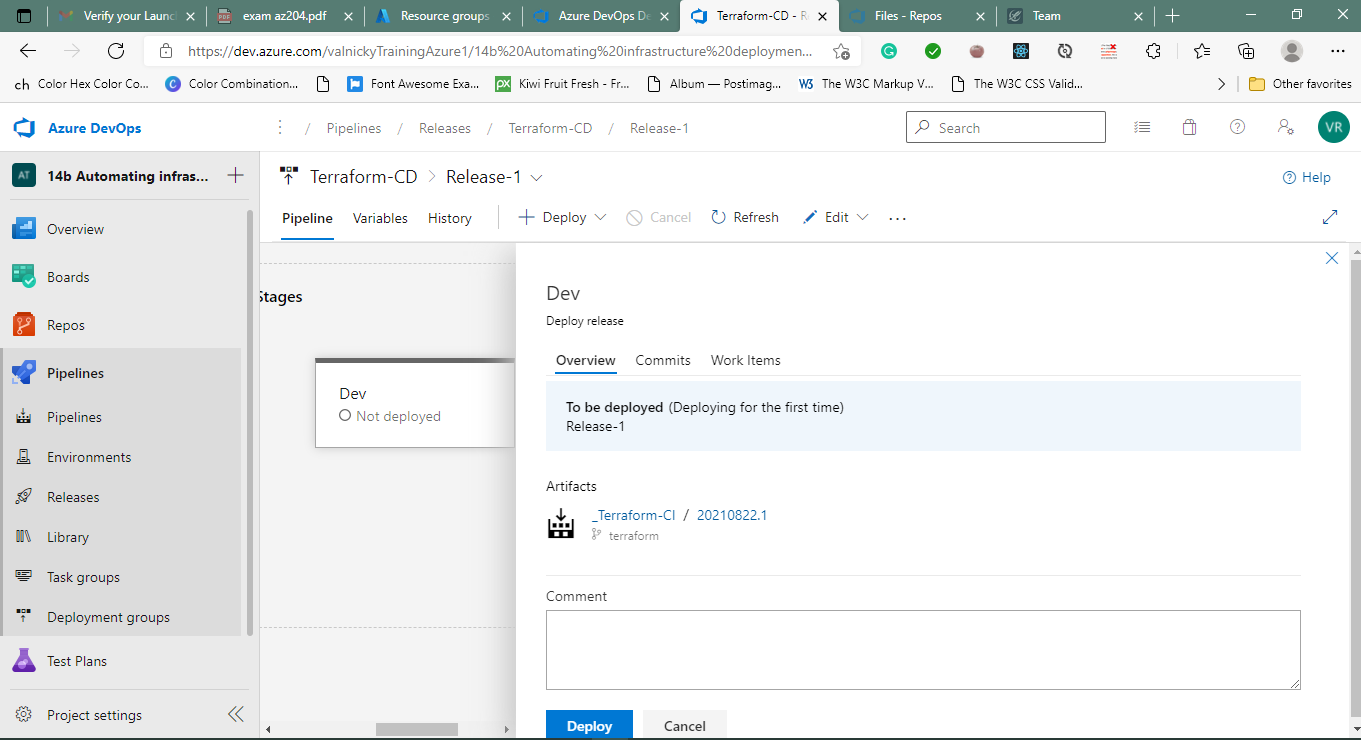 Verify your Launc
exam az204.pdf
Resource groups
Azure DevOps De
Terraform-CD - R
Files - Repos
Team
https://dev.azure.com/valnickyTrainingAzure1/14b%20Automating%20infrastructure%20deploymen...
ch Color Hex Color Co...
Color Combination...
Font Awesome Exa...
Kiwi Fruit Fresh - Fr...
Album — Postimag...
The W3C Markup V...
The W3C CSS Valid...
Other favorites
Azure DevOps
/ Pipelines / Releases / Terraform-CD / Release-1
Search
VR
AT 14b Automating infras...
Overview
Boards
Repos
Pipelines
Pipelines
Environments
Releases
Library
Task groups
Deployment groups
Test Plans
Project settings
Terraform-CD > Release-1
Help
Pipeline Variables History
Deploy Cancel Refresh Edit ...
Stages
Dev
Not deployed
Dev
Deploy release
Overview Commits Work Items
To be deployed (Deploying for the first time)
Release-1
Artifacts
_Terraform-CI / 20210822.1
terraform
Comment
Deploy Cancel